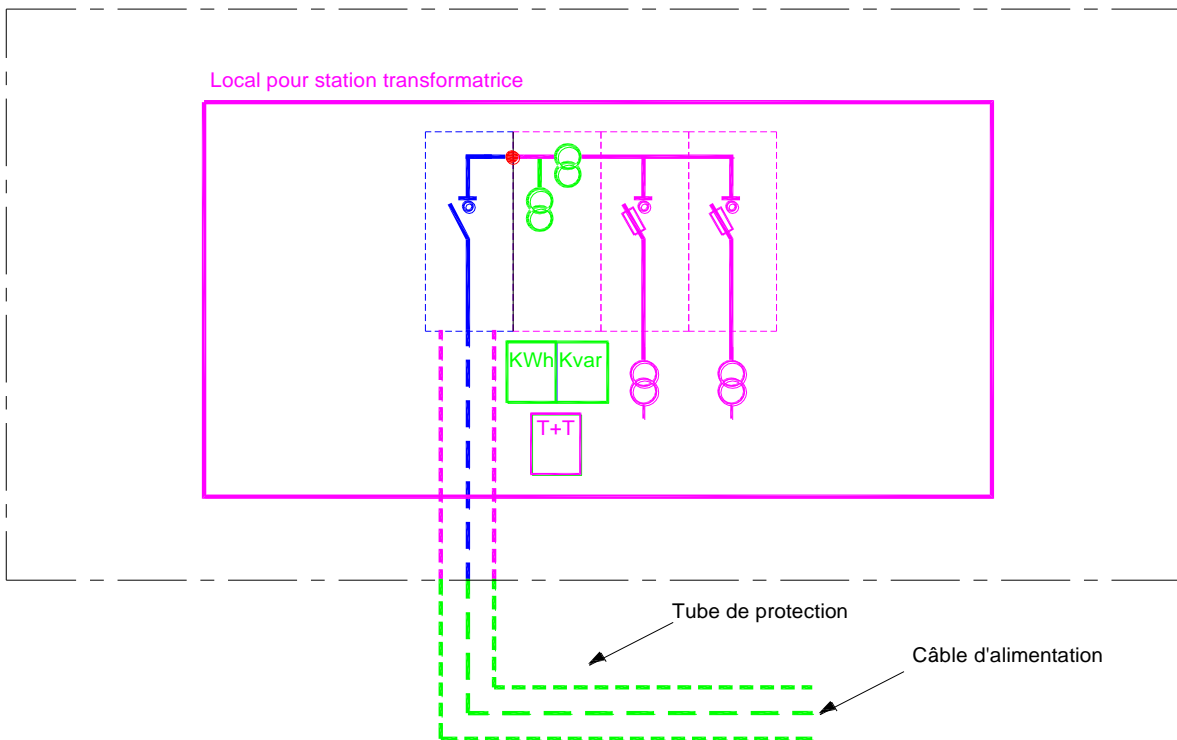 Local pour station transformatrice
KWh Kvar
T+T
Tube de protection
Câble d'alimentation